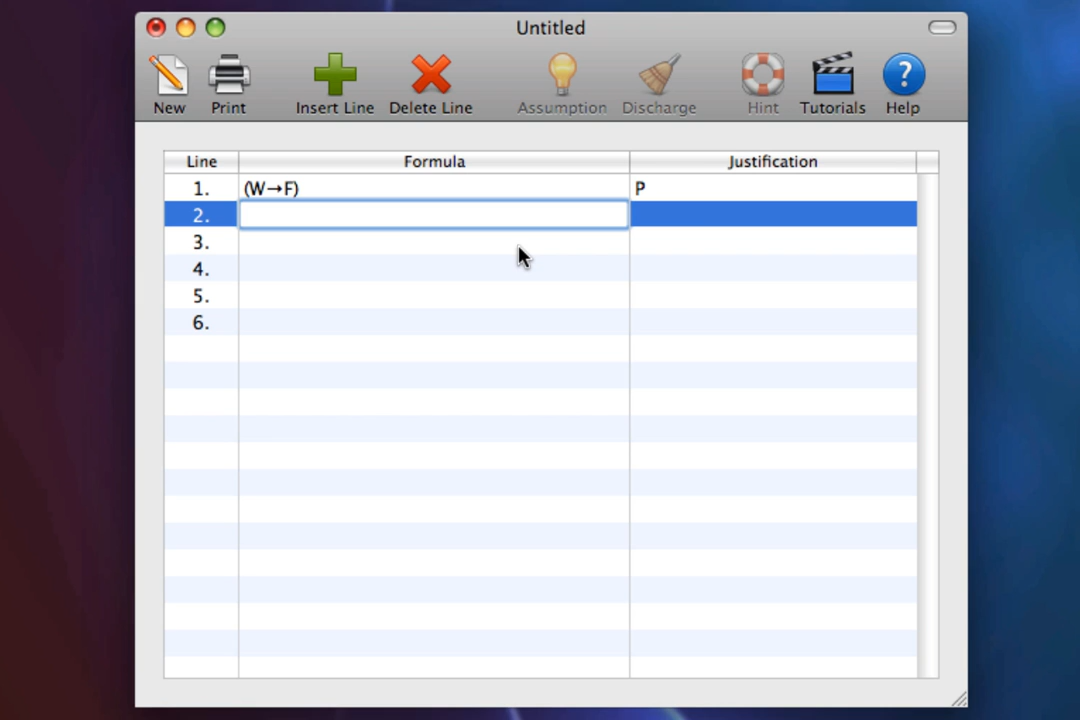 Untitled
New Print Insert Line Delete Line Assumption Discharge Hint Tutorials Help
Line Formula Justification
1. (W→F) P
2.
3.
4.
5.
6.